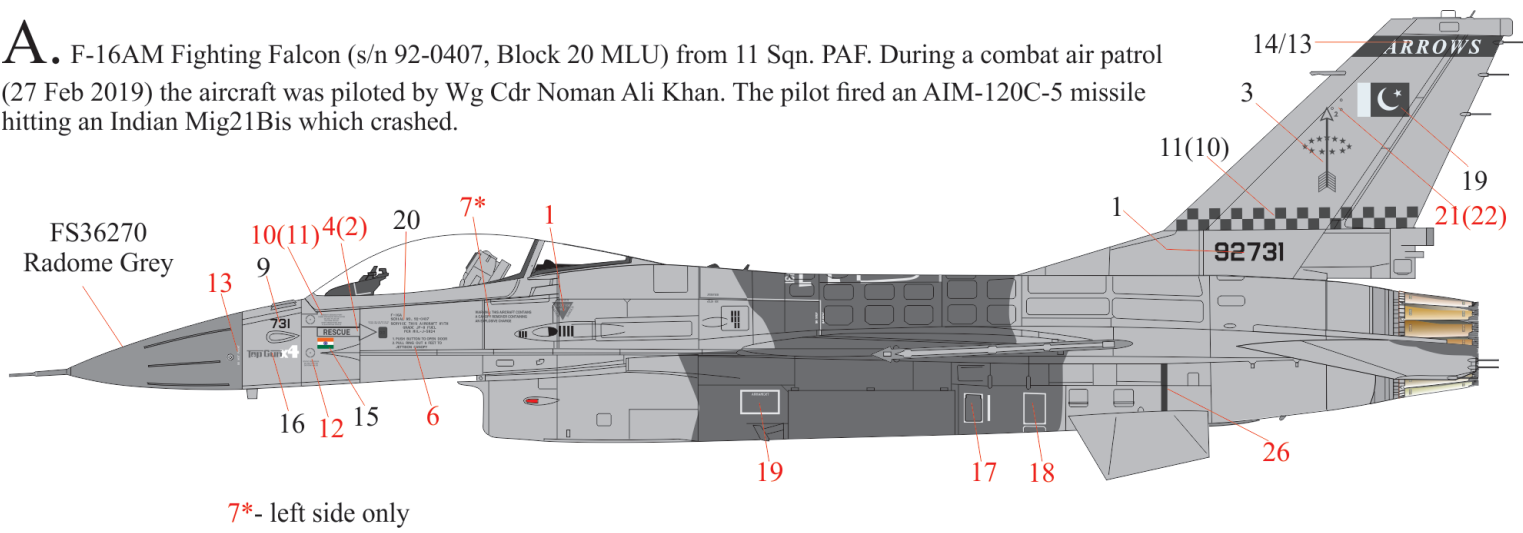 A. F-16AM Fighting Falcon (s/n 92-0407, Block 20 MLU) from 11 Sqn. PAF. During a combat air patrol
(27 Feb 2019) the aircraft was piloted by Wg Cdr Noman Ali Khan. The pilot fired an AIM-120C-5 missile
hitting an Indian Mig21Bis which crashed.
14/13
ARROWS
3
11(10)
19
21(22)
1
92731
FS36270
Radome Grey
7*
1
20
4(2)
10(11)
9
13
731
RESCUE
Top Gun x4
16
12
15
6
19
17
18
26
7*- left side only